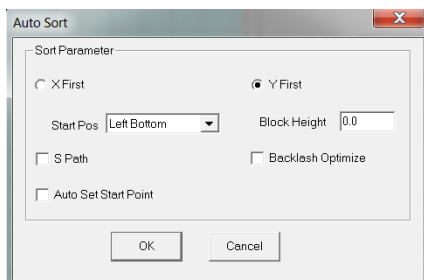 Auto Sort
Sort Parameter
X First
Y First
Start Pos Left Bottom
Block Height 0.0
S Path
Backlash Optimize
Auto Set Start Point
OK
Cancel